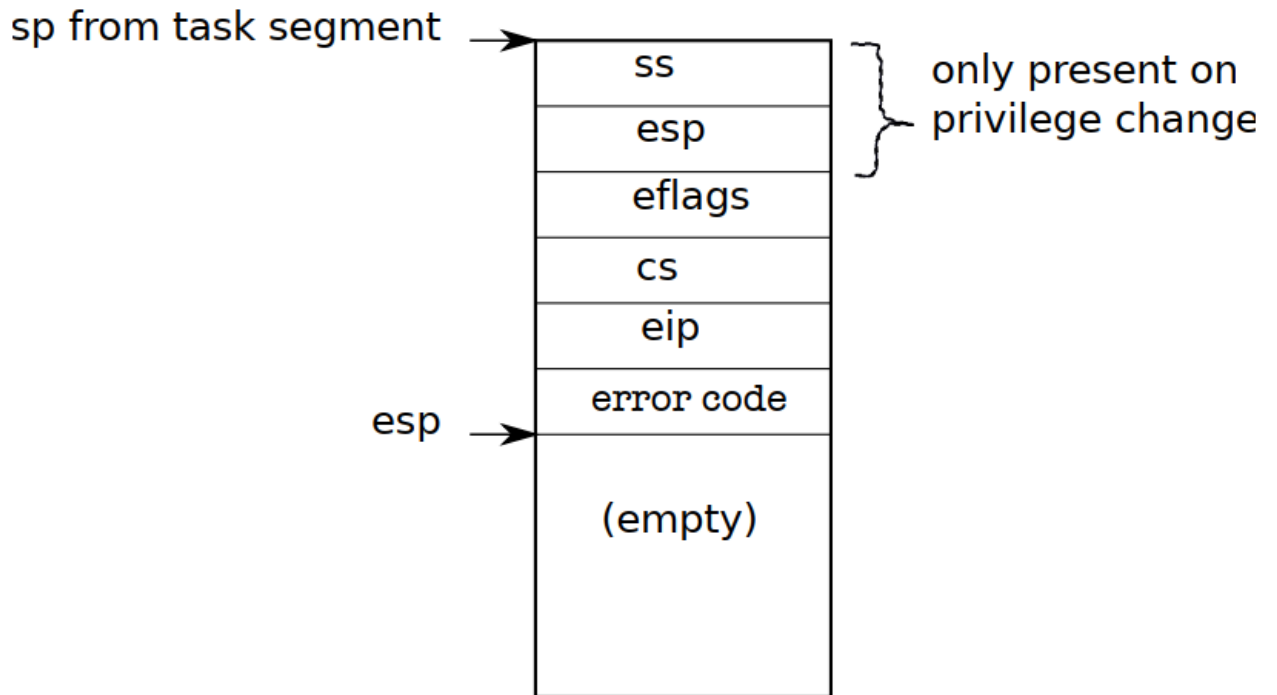 sp from task segment
ss
only present on
privilege change
esp
eflags
cs
eip
error code
esp
(empty)